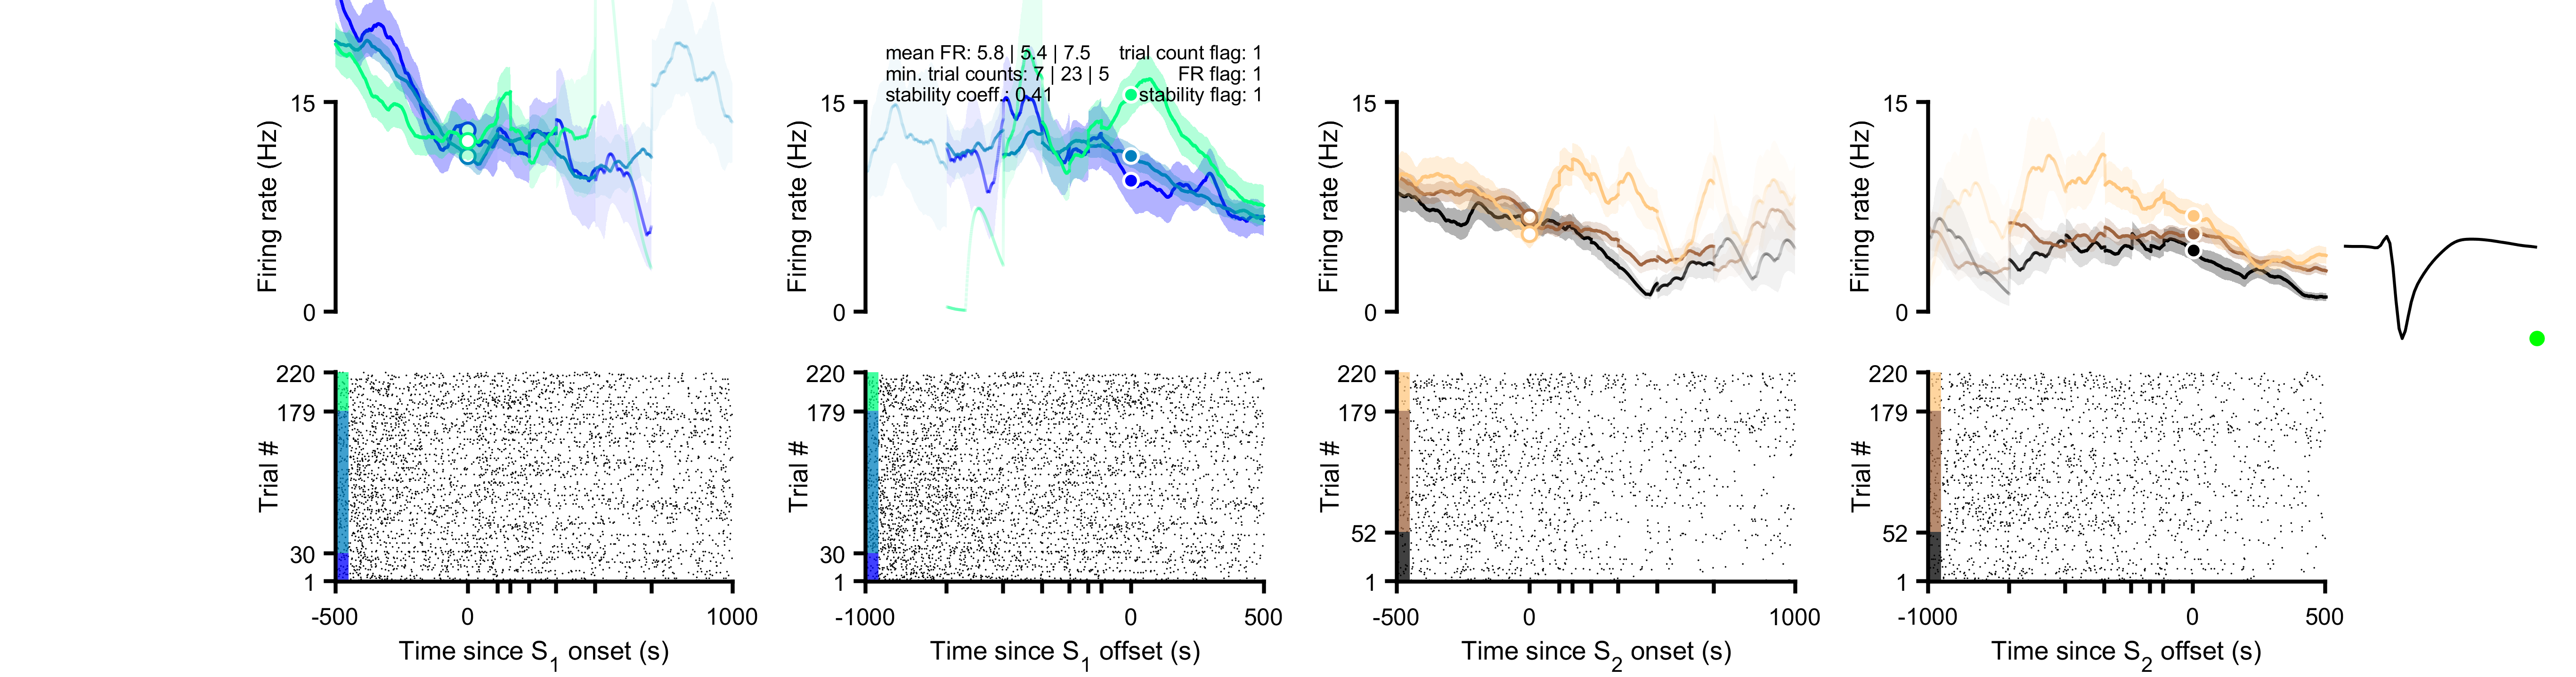 mean FR: 5.8 | 5.4 | 7.5 trial count flag: 1
min. trial counts: 7 | 23 | 5 FR flag: 1
stability coeff.: 0.41 stability flag: 1
15
0
Firing rate (Hz)
15
0
Firing rate (Hz)
15
0
Firing rate (Hz)
15
0
Firing rate (Hz)
220
179
30
1
Trial #
-500 0 1000
Time since S1 onset (s)
220
179
30
1
Trial #
-1000 0 500
Time since S1 offset (s)
220
179
52
1
Trial #
-500 0 1000
Time since S2 onset (s)
220
179
52
1
Trial #
-1000 0 500
Time since S2 offset (s)